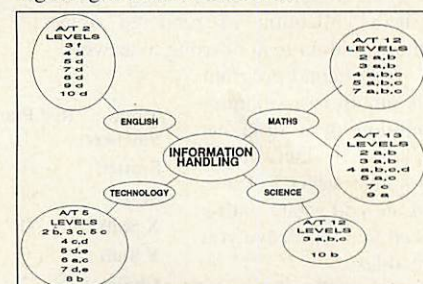 A/T 2
LEVELS
3 f
4 d
5 d
7 d
8 d
9 d
10 d
ENGLISH
A/T 12
LEVELS
2 a,b
3 a,b
4 a,b,c
5 a,b,c
7 a,b,c
MATHS
A/T 13
LEVELS
2 a,b
3 a,b
4 a,b,c,d
5 a,c
7 c
9 a
INFORMATION
HANDLING
TECHNOLOGY
A/T 5
LEVELS
2 b, 3 c, 5 c
4 c,d
5 d,e
6 a,c
7 d,e
8 b
SCIENCE
A/T 12
LEVELS
3 a,b,c
10 b